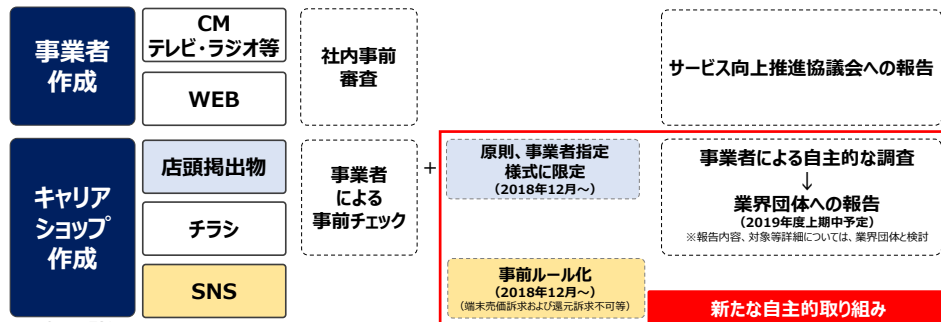 事業者
作成
CM
テレビ・ラジオ等
WEB
社内事前
審査
サービス向上推進協議会への報告
キャリア
ショップ
作成
店頭掲出物
チラシ
SNS
事業者
による
事前チェック
+
原則、事業者指定
様式に限定
(2018年12月~)
事前ルール化
(2018年12月~)
(端末売価訴求および還元訴求不可等)
事業者による自主的な調査
↓
業界団体への報告
(2019年度上期中予定)
※報告内容、対象等詳細については、業界団体と検討
新たな自主的取り組み